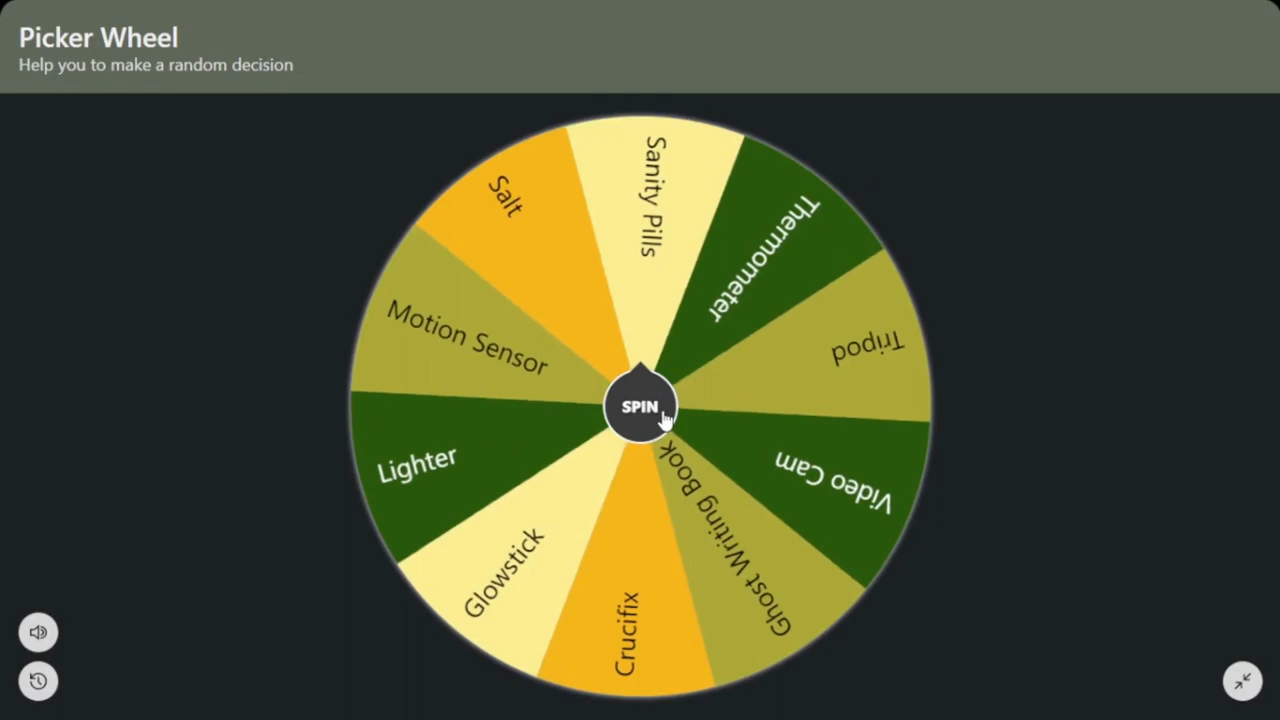 Picker Wheel
Help you to make a random decision
Sanity Pills
Thermometer
Tripod
Video Cam
Ghost Writing Book
Crucifix
Glowstick
Lighter
Motion Sensor
Salt
SPIN